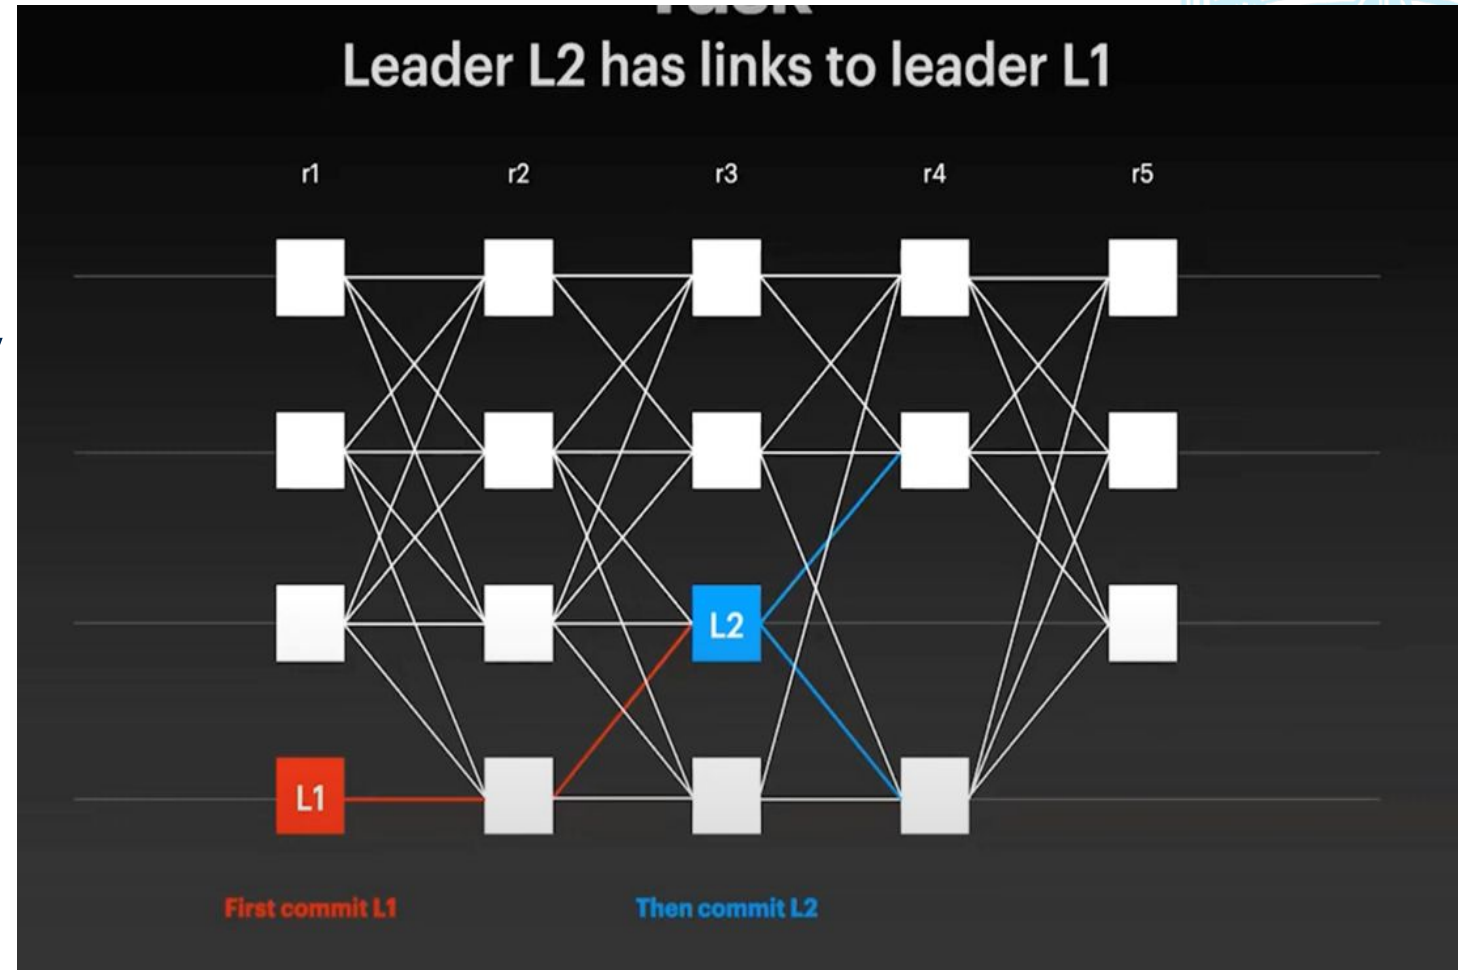 Leader L2 has links to leader L1
r1 r2 r3 r4 r5
L2
L1
First commit L1 Then commit L2